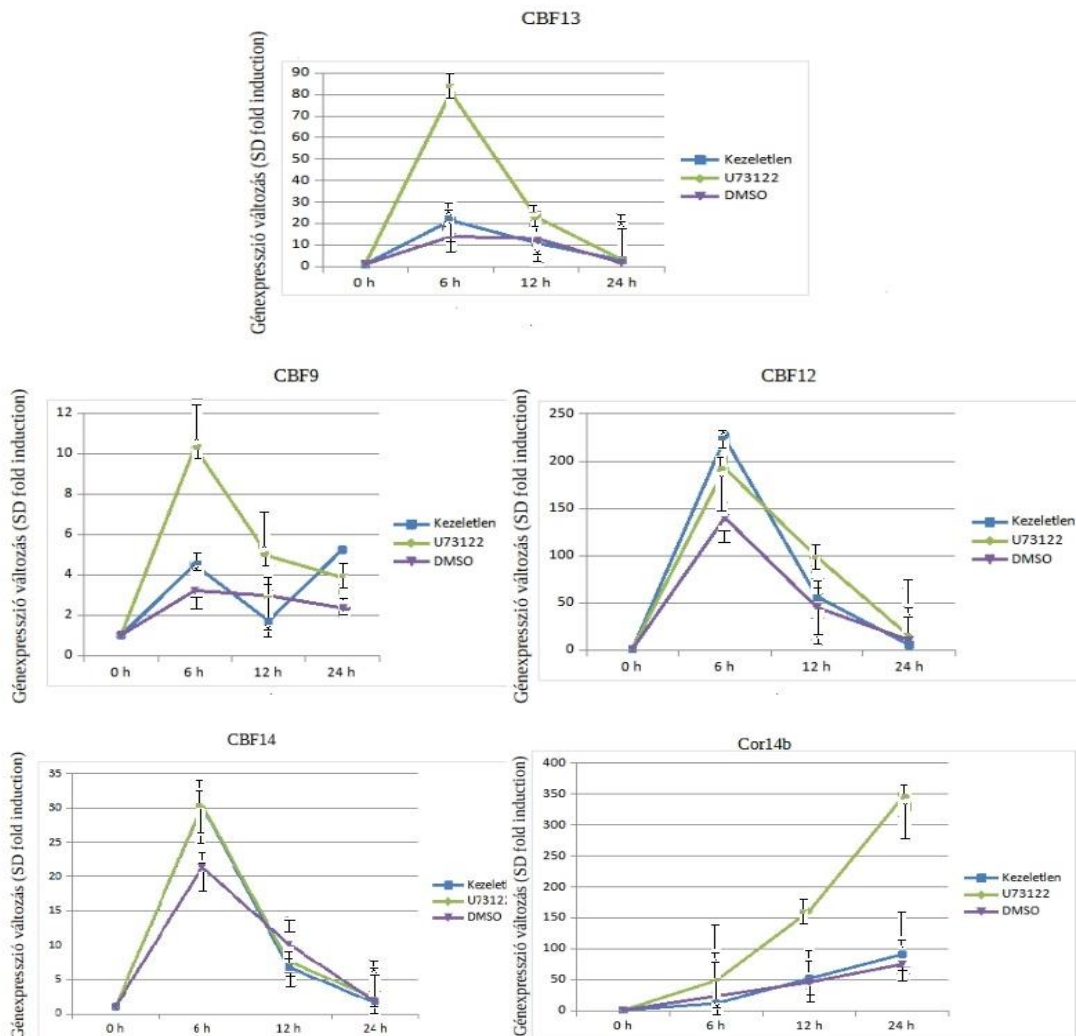 CBF13
Génexpresszió változás (SD fold induction)
90
80
70
60
50
40
30
20
10
0
0 h
6 h
12 h
24 h
Kezeletlen
U73122
DMSO
CBF9
Génexpresszió változás (SD fold induction)
12
10
8
6
4
2
0
0 h
6 h
12 h
24 h
Kezeletlen
U73122
DMSO
CBF12
Génexpresszió változás (SD fold induction)
250
200
150
100
50
0
0 h
6 h
12 h
24 h
Kezeletlen
U73122
DMSO
CBF14
Génexpresszió változás (SD fold induction)
35
30
25
20
15
10
5
0
0 h
6 h
12 h
24 h
Kezeletlen
U73122
DMSO
Cor14b
Génexpresszió változás (SD fold induction)
400
350
300
250
200
150
100
50
0
0 h
6 h
12 h
24 h
Kezeletlen
U73122
DMSO